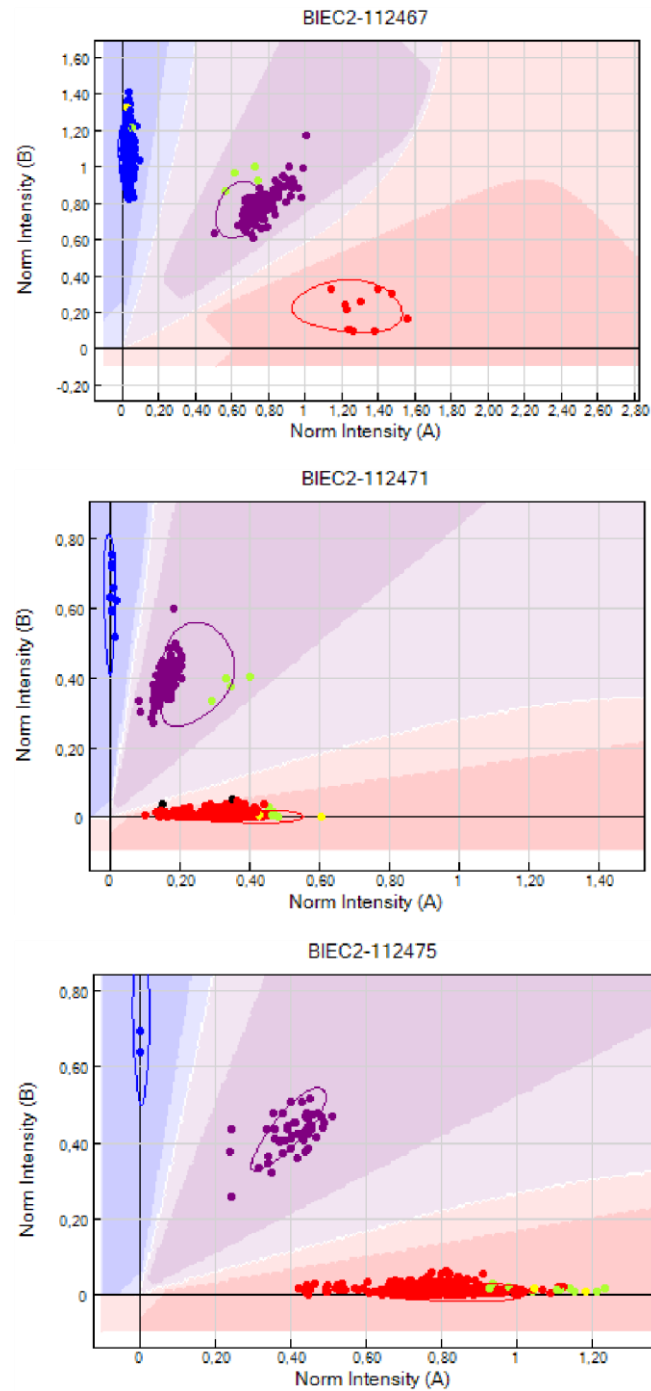 BIEC2-112467
1,60
1,40
1,20
1
0,80
0,60
0,40
0,20
0
-0,20
Norm Intensity (B)
0 0,20 0,40 0,60 0,80 1 1,20 1,40 1,60 1,80 2 2,20 2,40 2,60 2,80
Norm Intensity (A)
BIEC2-112471
0,80
0,60
0,40
0,20
0
Norm Intensity (B)
0 0,20 0,40 0,60 0,80 1 1,20 1,40
Norm Intensity (A)
BIEC2-112475
0,80
0,60
0,40
0,20
0
Norm Intensity (B)
0 0,20 0,40 0,60 0,80 1 1,20
Norm Intensity (A)